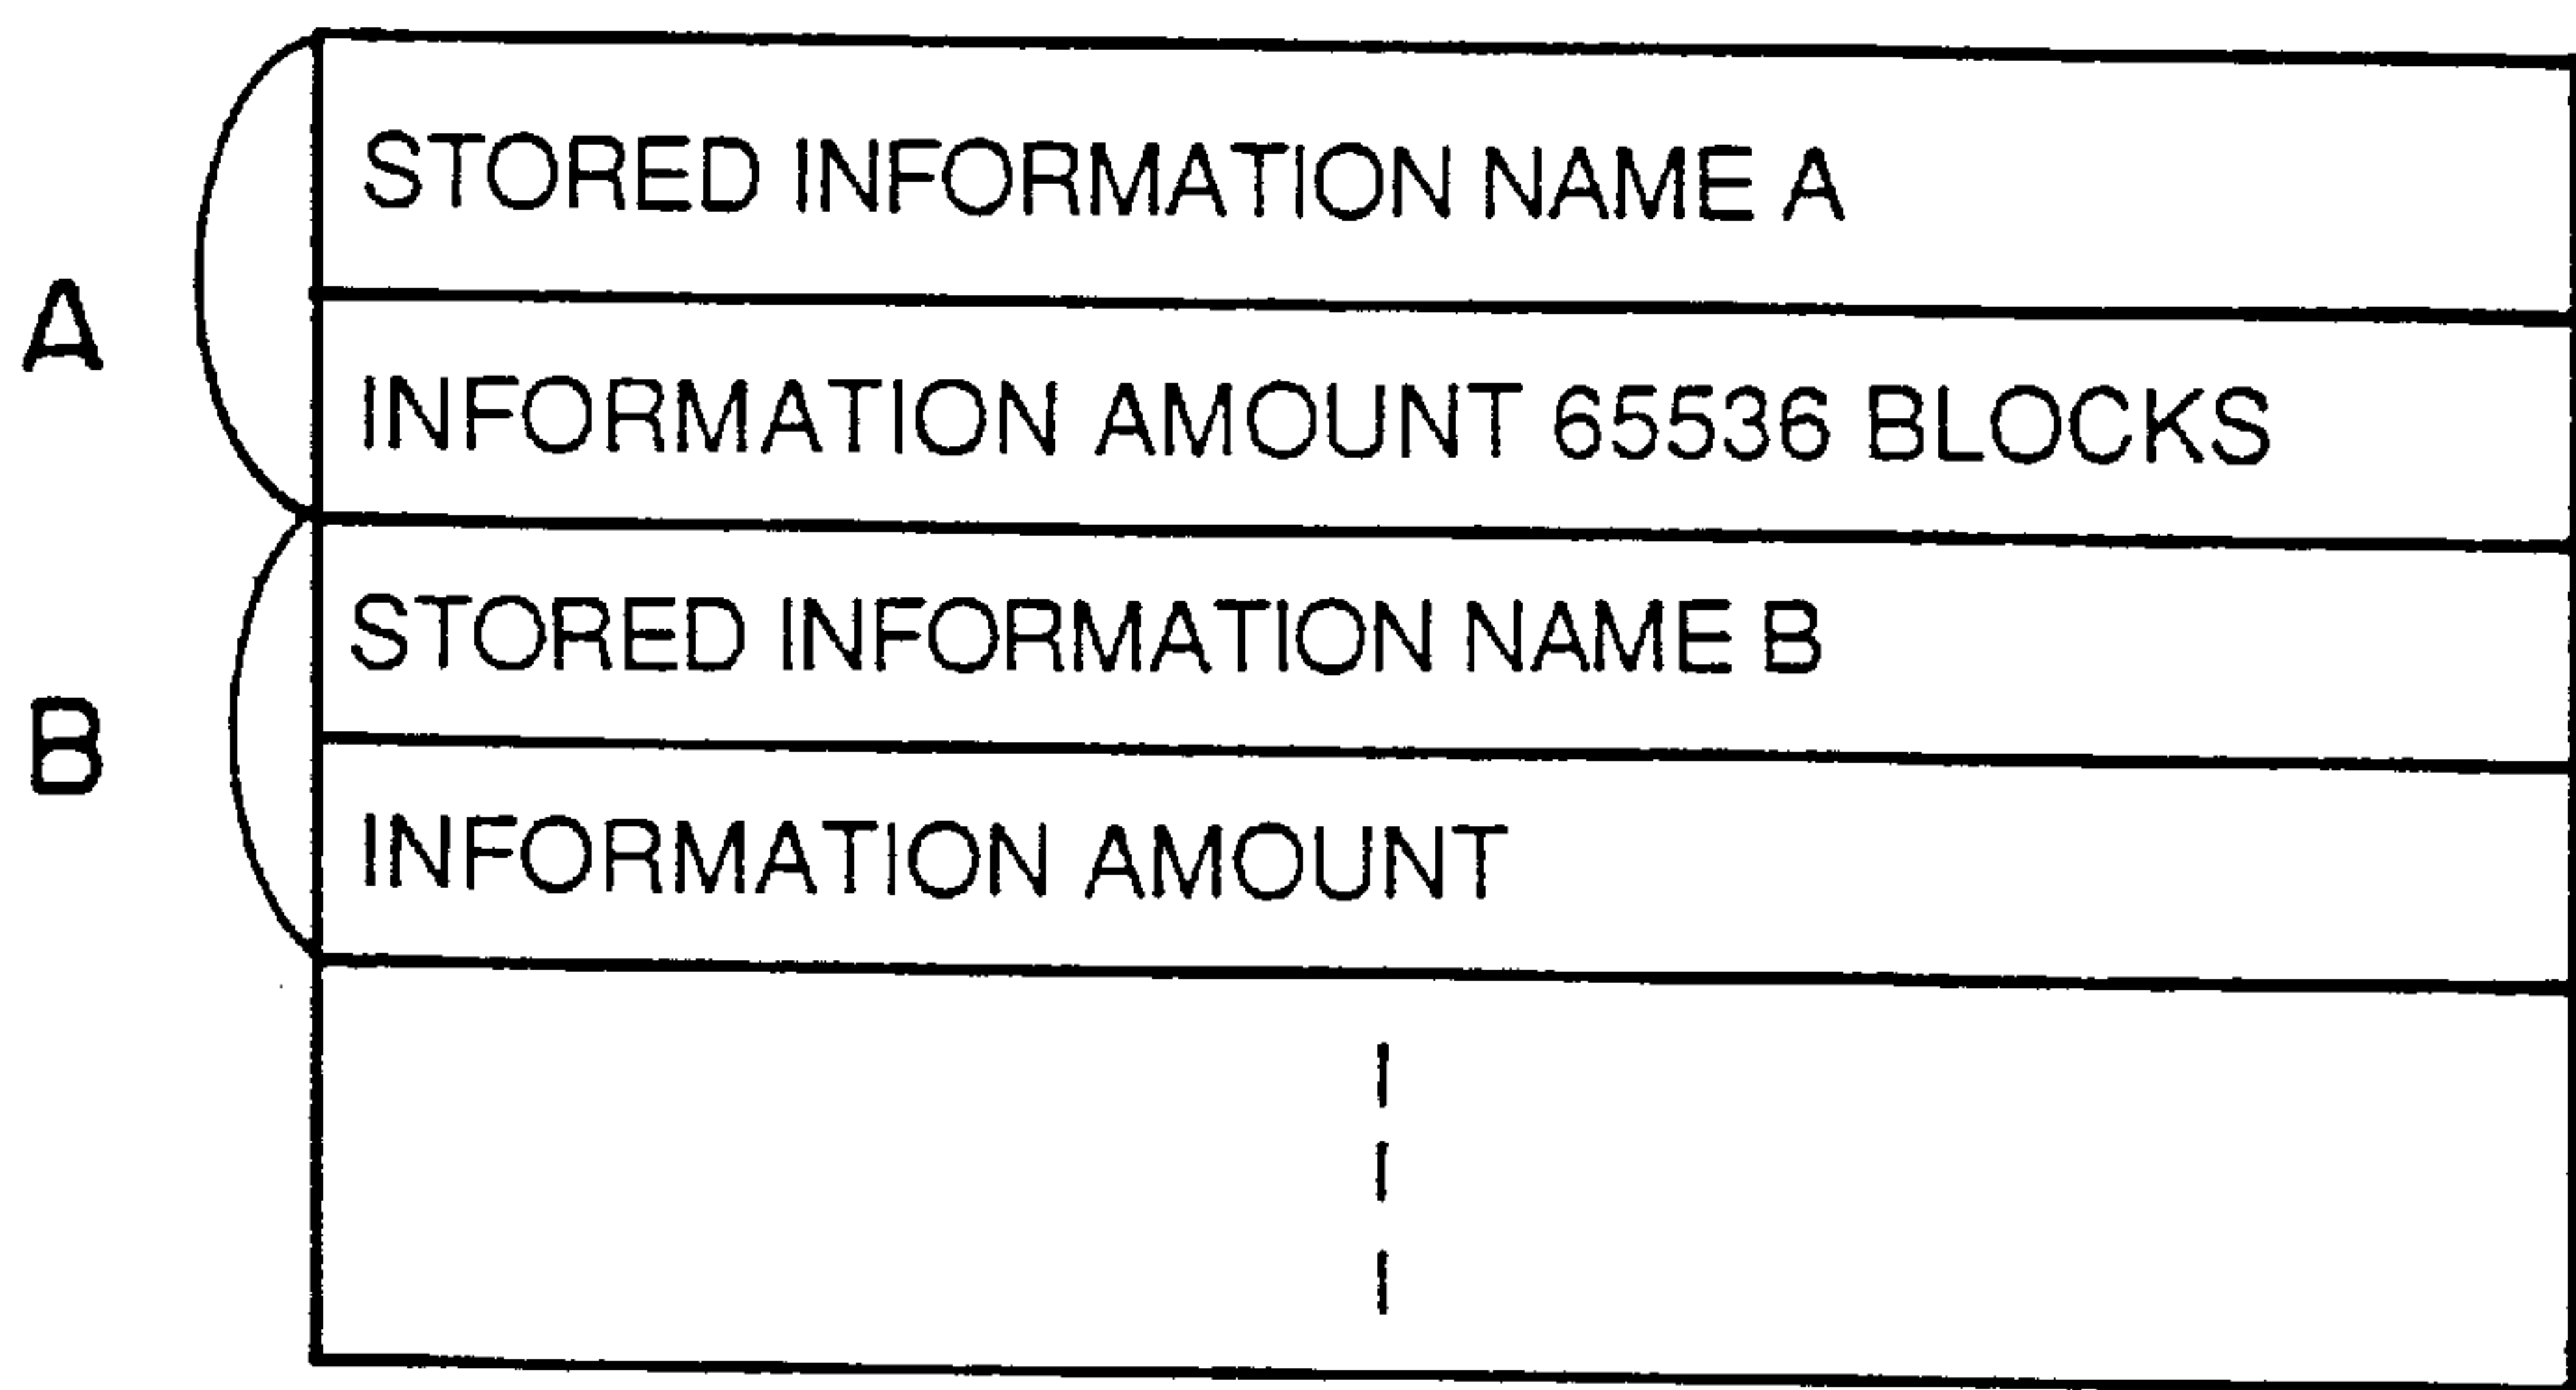 STORED INFORMATION NAME A
A
INFORMATION AMOUNT 65536 BLOCKS
STORED INFORMATION NAME B
B
INFORMATION AMOUNT